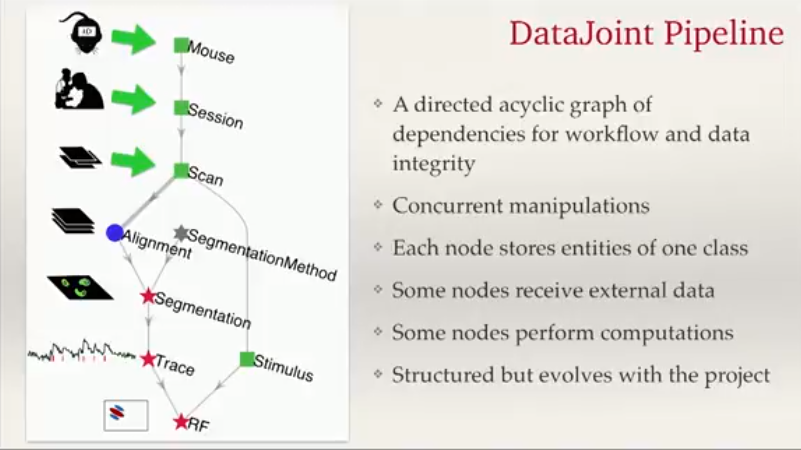 DataJoint Pipeline
Mouse
Session
Scan
Alignment
SegmentationMethod
Segmentation
Trace
Stimulus
RF
A directed acyclic graph of
dependencies for workflow and data
integrity
Concurrent manipulations
Each node stores entities of one class
Some nodes receive external data
Some nodes perform computations
Structured but evolves with the project